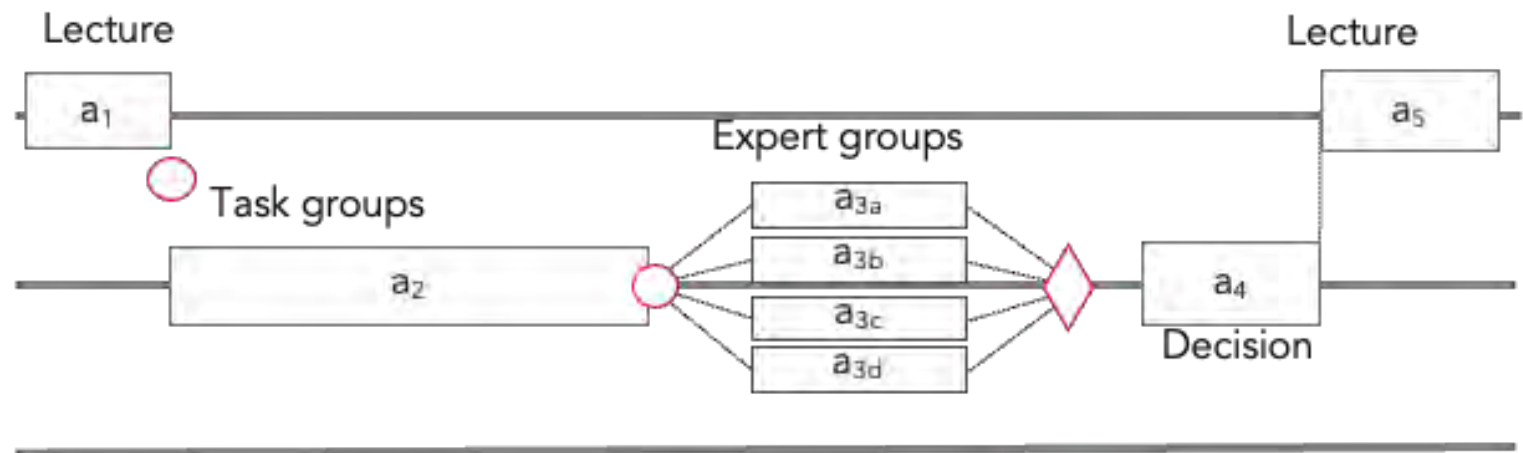 Lecture
Lecture
a₁
a₅
Expert groups
Task groups
a₃ₐ
a₃b
a₂
a₄
a₃c
a₃d
Decision